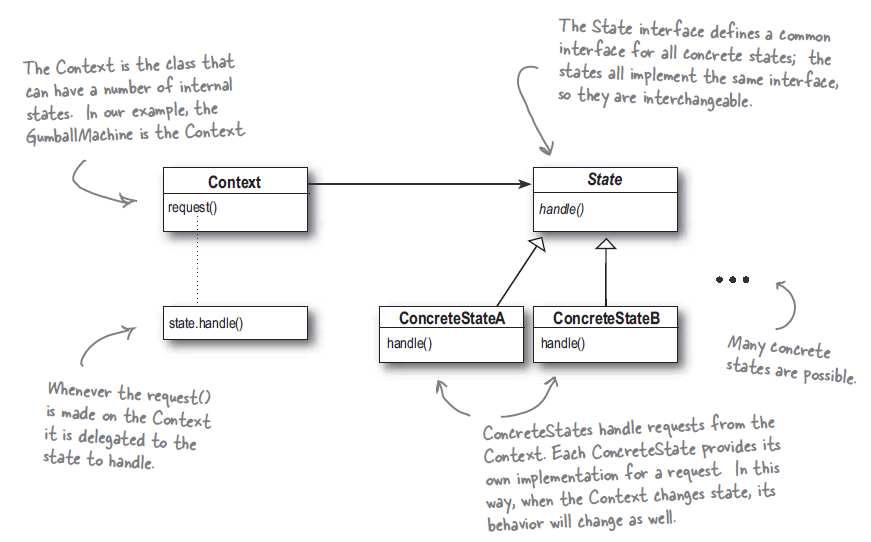 The Context is the class that
can have a number of internal
states. In our example, the
GumballMachine is the Context
The State interface defines a common
interface for all concrete states; the
states all implement the same interface,
so they are interchangeable.
Context
request()
State
handle()
state.handle()
ConcreteStateA
handle()
ConcreteStateB
handle()
Many concrete
states are possible.
Whenever the request()
is made on the Context
it is delegated to the
state to handle.
ConcreteStates handle requests from the
Context. Each ConcreteState provides its
own implementation for a request. In this
way, when the Context changes state, its
behavior will change as well.